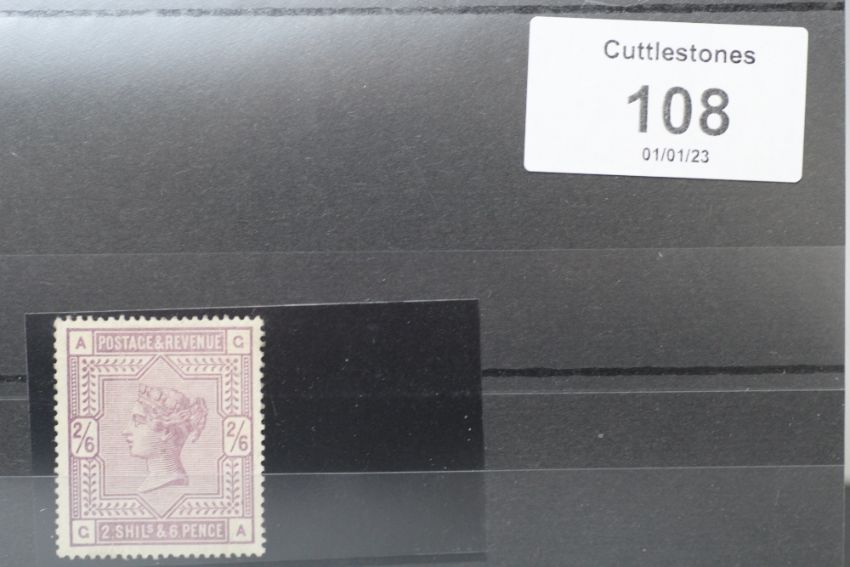 Cuttlestones
108
01/01/23
A POSTAGE & REVENUE G
2/6 2/6
G 2.SHILS & 6.PENCE A